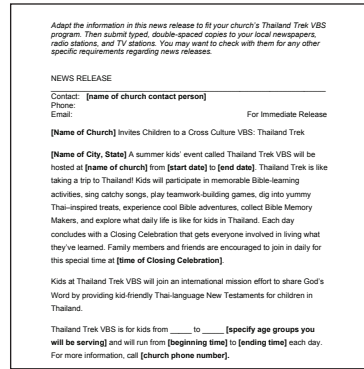 Adapt the information in this news release to fit your church's Thailand Trek VBS
program. Then submit typed, double-spaced copies to your local newspapers,
radio stations, and TV stations. You may want to check with them for any other
specific requirements regarding news releases.
NEWS RELEASE
Contact: [name of church contact person]
Phone:
Email: For Immediate Release
[Name of Church] Invites Children to a Cross Culture VBS: Thailand Trek
[Name of City, State] A summer kids' event called Thailand Trek VBS will be
hosted at [name of church] from [start date] to [end date]. Thailand Trek is like
taking a trip to Thailand! Kids will participate in memorable Bible-learning
activities, sing catchy songs, play teamwork-building games, dig into yummy
Thai–inspired treats, experience cool Bible adventures, collect Bible Memory
Makers, and explore what daily life is like for kids in Thailand. Each day
concludes with a Closing Celebration that gets everyone involved in living what
they've learned. Family members and friends are encouraged to join in daily for
this special time at [time of Closing Celebration].
Kids at Thailand Trek VBS will join an international mission effort to share God's
Word by providing kid-friendly Thai-language New Testaments for children in
Thailand.
Thailand Trek VBS is for kids from _____ to _____ [specify age groups you
will be serving] and will run from [beginning time] to [ending time] each day.
For more information, call [church phone number].